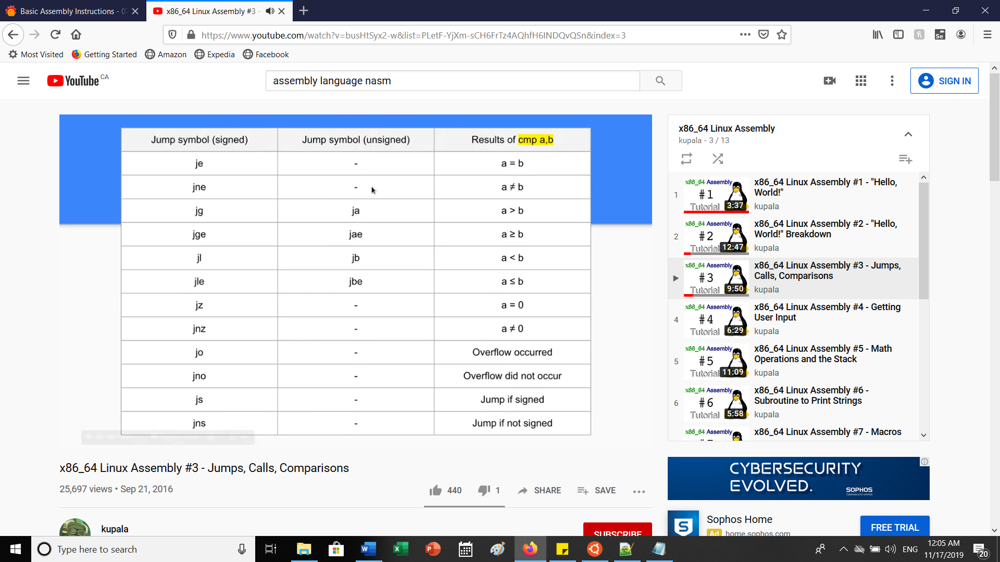 Basic Assembly Instructions - 07
x86_64 Linux Assembly #3 -
https://www.youtube.com/watch?v=busHtSyx2-w&list=PLetF-YjXm-sCH6FrTz4AQhfH6INDQvQSn&index=3
Most Visited Getting Started Amazon Expedia Facebook
YouTube CA
assembly language nasm
SIGN IN
Jump symbol (signed) Jump symbol (unsigned) Results of cmp a,b
je - a = b
jne - a ≠ b
jg ja a > b
jge jae a ≥ b
jl jb a < b
jle jbe a ≤ b
jz - a = 0
jnz - a ≠ 0
jo - Overflow occurred
jno - Overflow did not occur
js - Jump if signed
jns - Jump if not signed
x86_64 Linux Assembly #3 - Jumps, Calls, Comparisons
25,697 views • Sep 21, 2016
440 1 SHARE SAVE
kupala
SUBSCRIBE
x86_64 Linux Assembly
kupala - 3 / 13
1
x86_64 Assembly
#1
Tutorial 3:37
x86_64 Linux Assembly #1 - "Hello,
World!"
kupala
2
x86_64 Assembly
#2
Tutorial 12:47
x86_64 Linux Assembly #2 - "Hello,
World!" Breakdown
kupala
x86_64 Assembly
#3
Tutorial 9:50
x86_64 Linux Assembly #3 - Jumps,
Calls, Comparisons
kupala
4
x86_64 Assembly
#4
Tutorial 6:29
x86_64 Linux Assembly #4 - Getting
User Input
kupala
5
x86_64 Assembly
#5
Tutorial 11:09
x86_64 Linux Assembly #5 - Math
Operations and the Stack
kupala
6
x86_64 Assembly
#6
Tutorial 5:58
x86_64 Linux Assembly #6 -
Subroutine to Print Strings
kupala
x86_64 Assembly
x86_64 Linux Assembly #7 - Macros
CYBERSECURITY
EVOLVED.
SOPHOS
Cybersecurity evolved.
Sophos Home
Ad home.sophos.com
FREE TRIAL
Type here to search
ENG
12:05 AM
11/17/2019
20